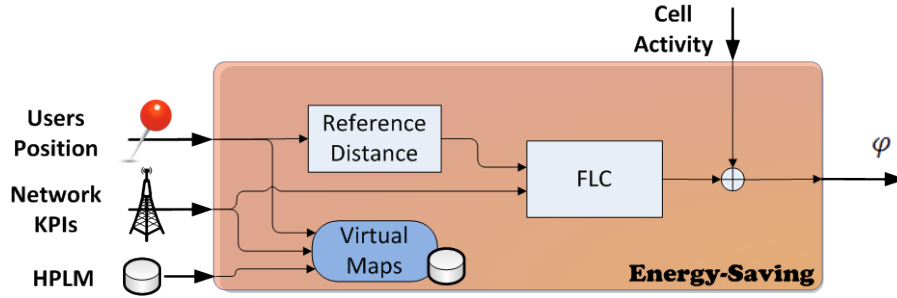 Cell
Activity
Users
Position
Reference
Distance
φ
FLC
Network
KPIs
Virtual
Maps
HPLM
Energy-Saving